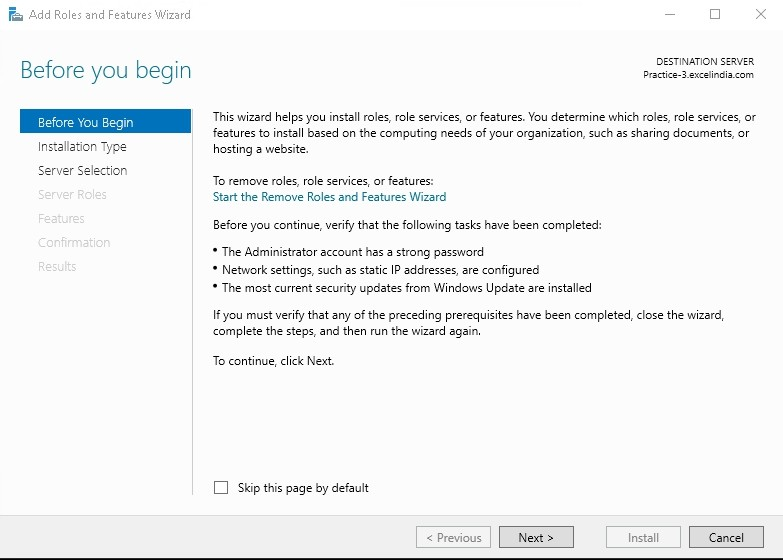 Add Roles and Features Wizard
Before you begin
DESTINATION SERVER
Practice-3.excelindia.com
Before You Begin
Installation Type
Server Selection
Server Roles
Features
Confirmation
Results
This wizard helps you install roles, role services, or features. You determine which roles, role services, or
features to install based on the computing needs of your organization, such as sharing documents, or
hosting a website.
To remove roles, role services, or features:
Start the Remove Roles and Features Wizard
Before you continue, verify that the following tasks have been completed:
• The Administrator account has a strong password
• Network settings, such as static IP addresses, are configured
• The most current security updates from Windows Update are installed
If you must verify that any of the preceding prerequisites have been completed, close the wizard,
complete the steps, and then run the wizard again.
To continue, click Next.
Skip this page by default
< Previous
Next >
Install
Cancel